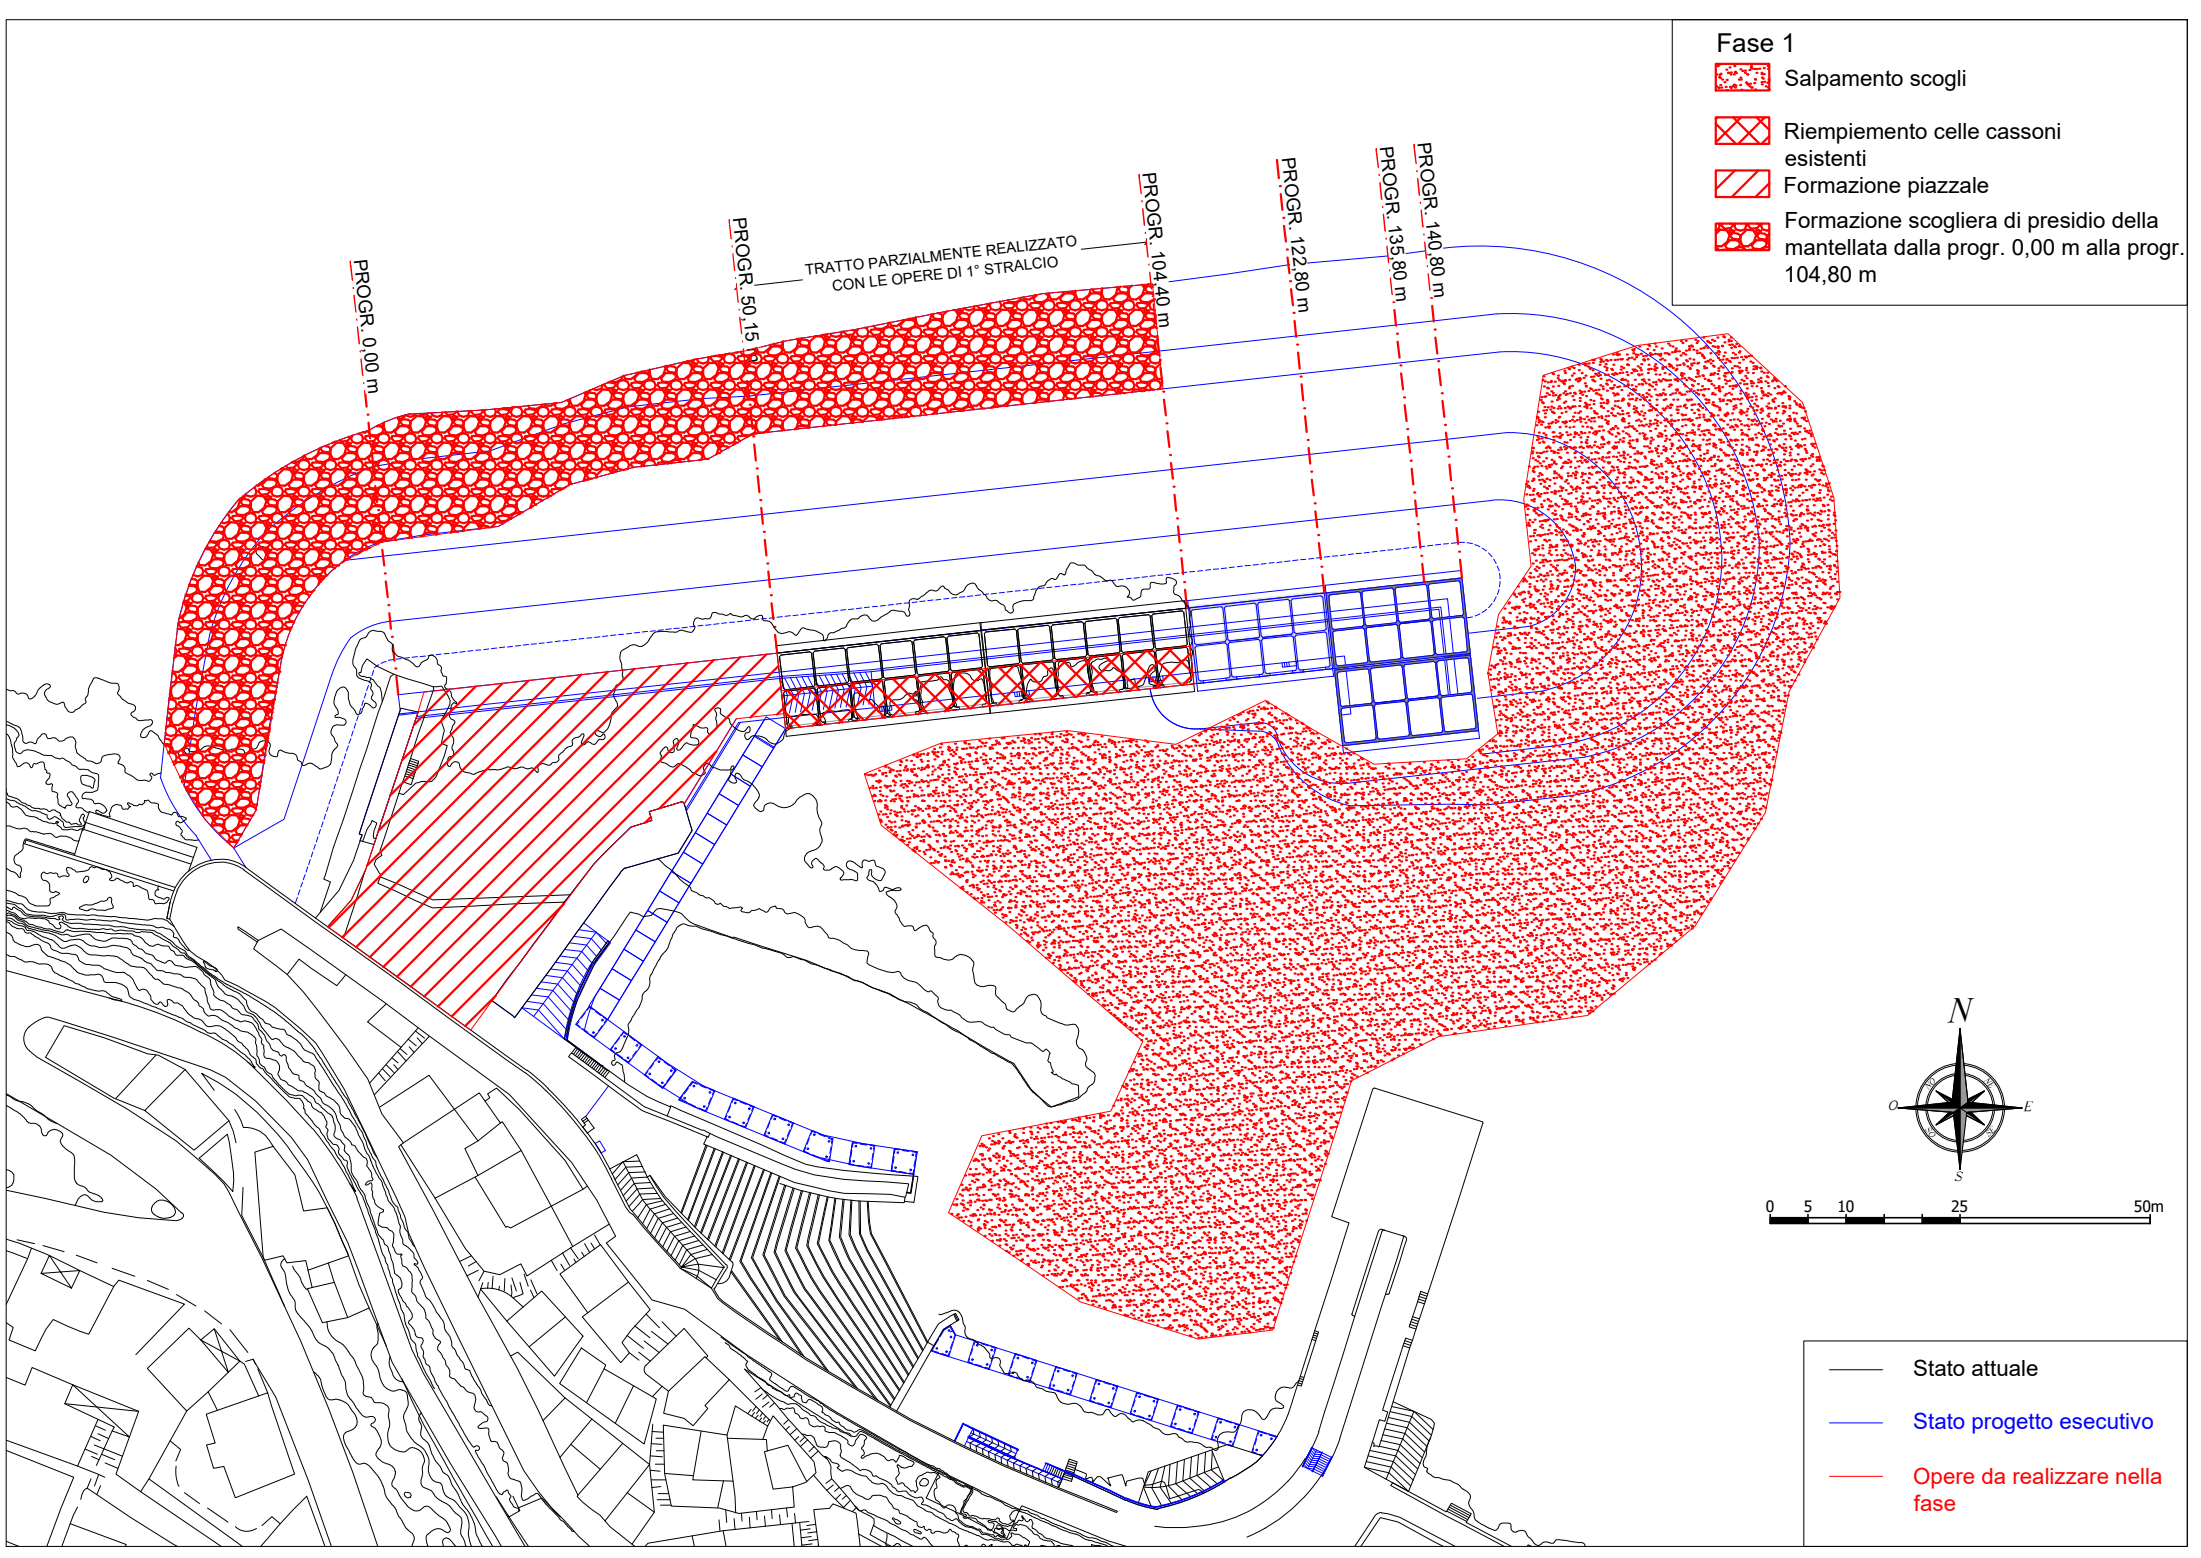 Fase 1
Salpamento scogli
Riempiemento celle cassoni
esistenti
Formazione piazzale
Formazione scogliera di presidio della
mantellata dalla progr. 0,00 m alla progr.
104,80 m
PROGR. 0,00 m
PROGR. 50,15 m
TRATTO PARZIALMENTE REALIZZATO
CON LE OPERE DI 1° STRALCIO
PROGR. 104,40 m
PROGR. 122,80 m
PROGR. 135,80 m
PROGR. 140,80 m
N
O
E
S
0 5 10 25 50m
Stato attuale
Stato progetto esecutivo
Opere da realizzare nella
fase